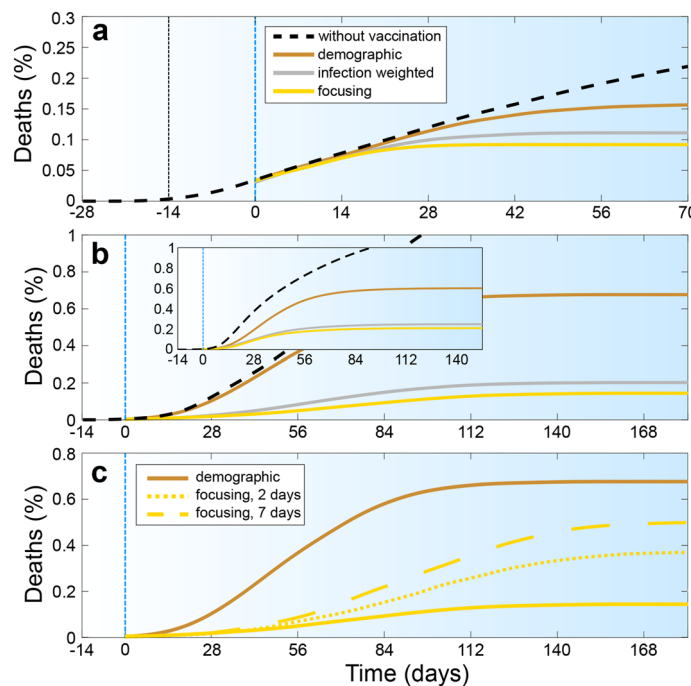 a
Deaths (%)
0.3
0.25
0.2
0.15
0.1
0.05
0
without vaccination
demographic
infection weighted
focusing
-28 -14 0 14 28 42 56 70
b
Deaths (%)
1
0.8
0.6
0.4
0.2
0
1
0.8
0.6
0.4
0.2
0
-14 0 28 56 84 112 140
-14 0 28 56 84 112 140 168
c
Deaths (%)
0.8
0.6
0.4
0.2
0
demographic
focusing, 2 days
focusing, 7 days
-14 0 28 56 84 112 140 168
Time (days)